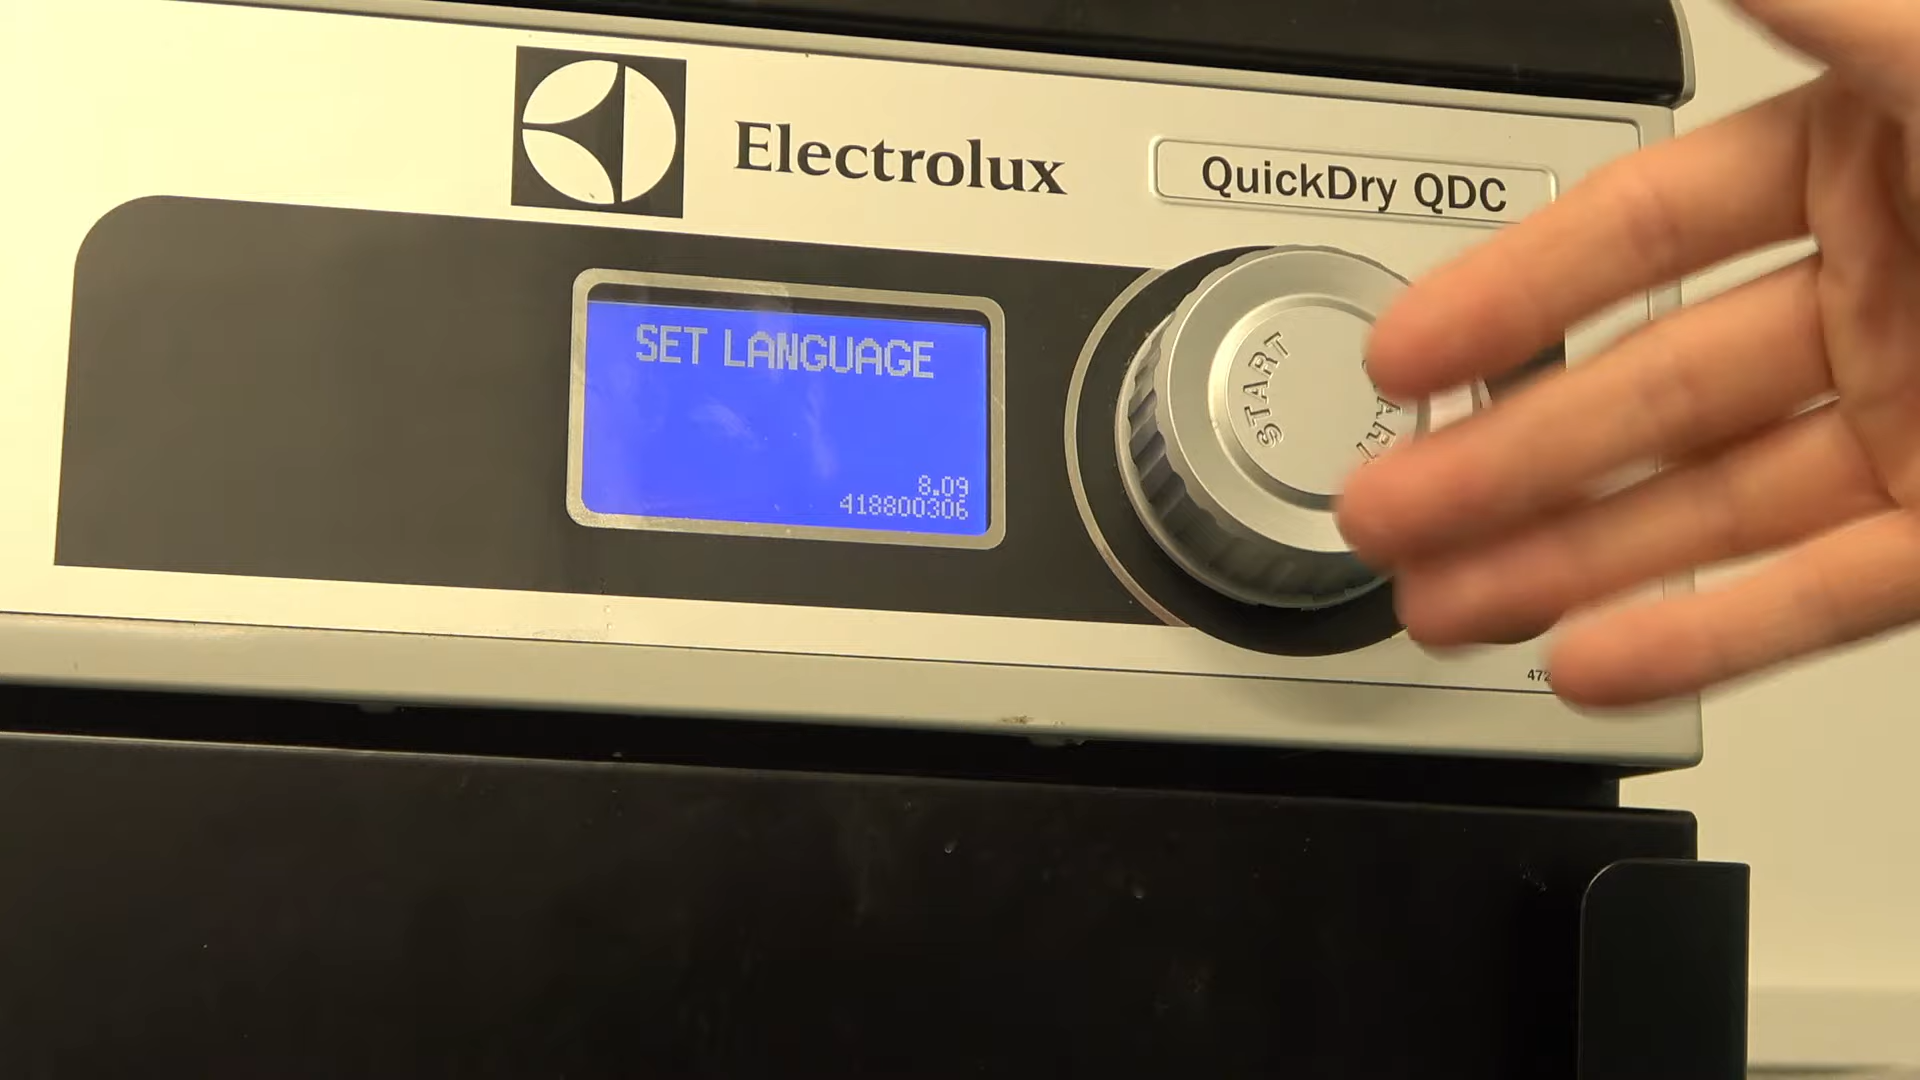 Electrolux
QuickDry QDC
SET LANGUAGE
8.09
418800306
START